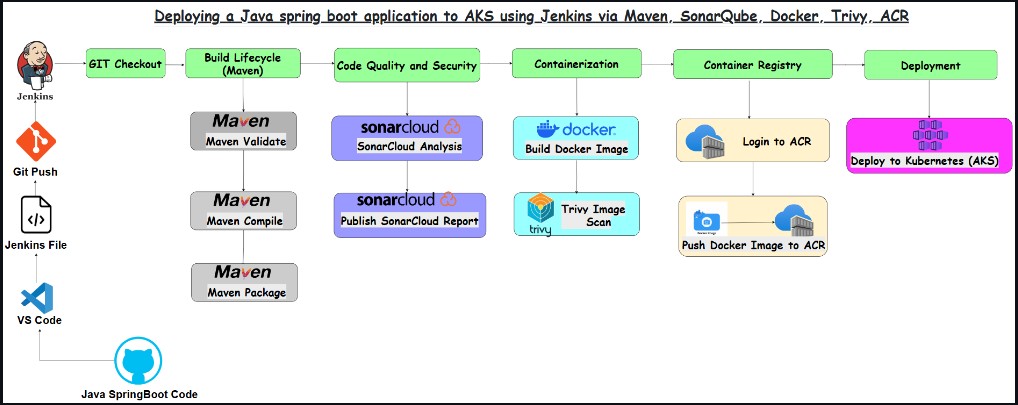 Deploying a Java spring boot application to AKS using Jenkins via Maven, SonarQube, Docker, Trivy, ACR
Jenkins
GIT Checkout
Build Lifecycle
(Maven)
Code Quality and Security
Containerization
Container Registry
Deployment
Maven
Maven Validate
Maven
Maven Compile
Maven
Maven Package
sonarcloud
SonarCloud Analysis
sonarcloud
Publish SonarCloud Report
docker
Build Docker Image
trivy
Trivy Image
Scan
Login to ACR
Push Docker Image to ACR
Deploy to Kubernetes (AKS)
Git Push
Jenkins File
VS Code
Java SpringBoot Code